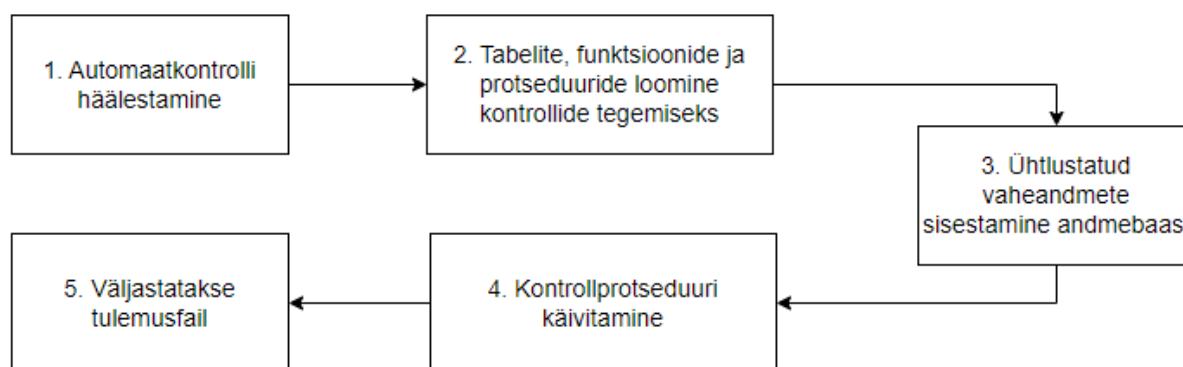 1. Automaatkontrolli
häälestamine
2. Tabelite, funktsioonide ja
protseduuride loomine
kontrollide tegemiseks
3. Ühtlustatud
vaheandmete
sisestamine andmebaas
4. Kontrollprotseduuri
käivitamine
5. Väljastatakse
tulemusfail